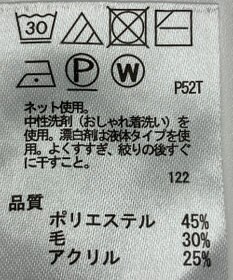 30
P W
P52T
ネット使用。
中性洗剤（おしゃれ着洗い）を
使用。漂白剤は液体タイプを使
用。よくすすぎ、絞りの後すぐ
に干すこと。
122
品質
ポリエステル 45%
毛 30%
アクリル 25%